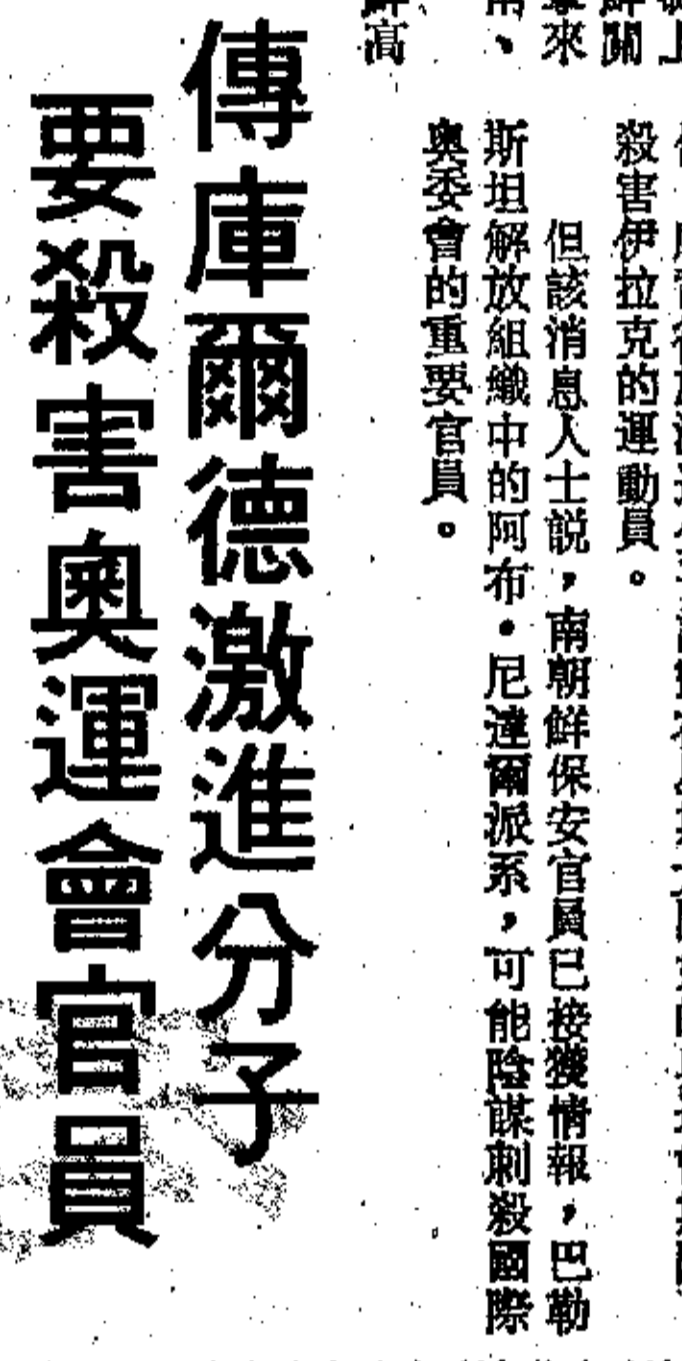 殺害伊拉克的運動員。
但該消息人士説，南朝鮮保安官員已接獲情報，巴勒
斯坦解放組織中的阿布．尼達爾派系，可能陰謀刺殺國際
奧委會的重要官員。
傳庫爾德激進分子
要殺害奧運會官員